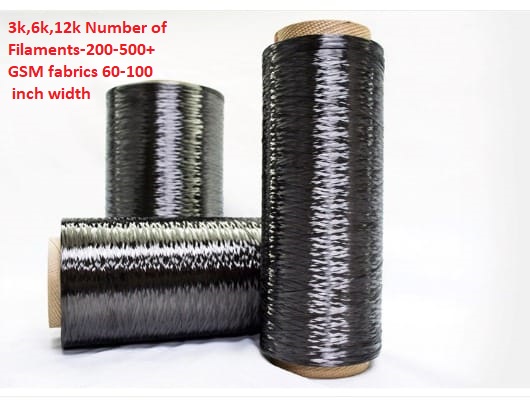 3k,6k,12k Number of
Filaments-200-500+
GSM fabrics 60-100
inch width